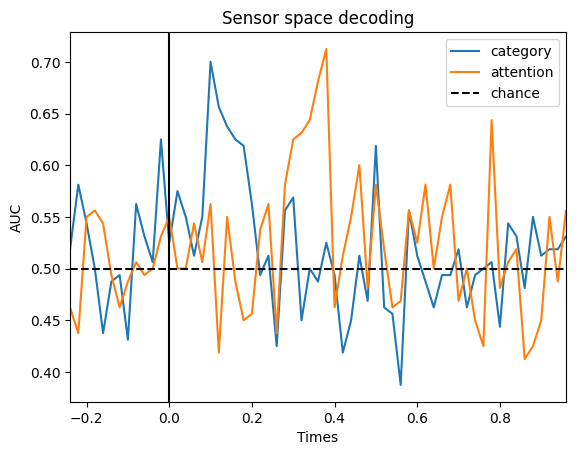 Sensor space decoding
category
attention
chance
AUC
0.70
0.65
0.60
0.55
0.50
0.45
0.40
−0.2
0.0
0.2
0.4
0.6
0.8
Times